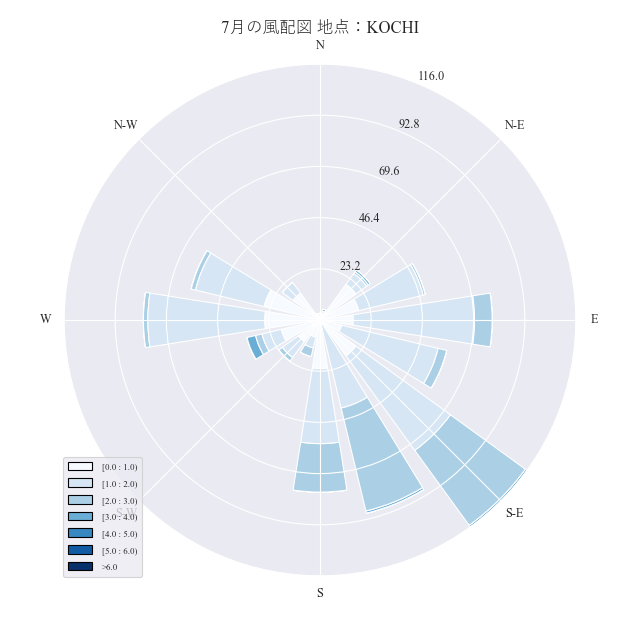 7月の風配図 地点：KOCHI
N
116.0
N-W
92.8
N-E
69.6
46.4
23.2
W
E
[0.0 : 1.0)
[1.0 : 2.0)
[2.0 : 3.0)
[3.0 : 4.0)
S-W
S-E
[4.0 : 5.0)
[5.0 : 6.0)
>6.0
S